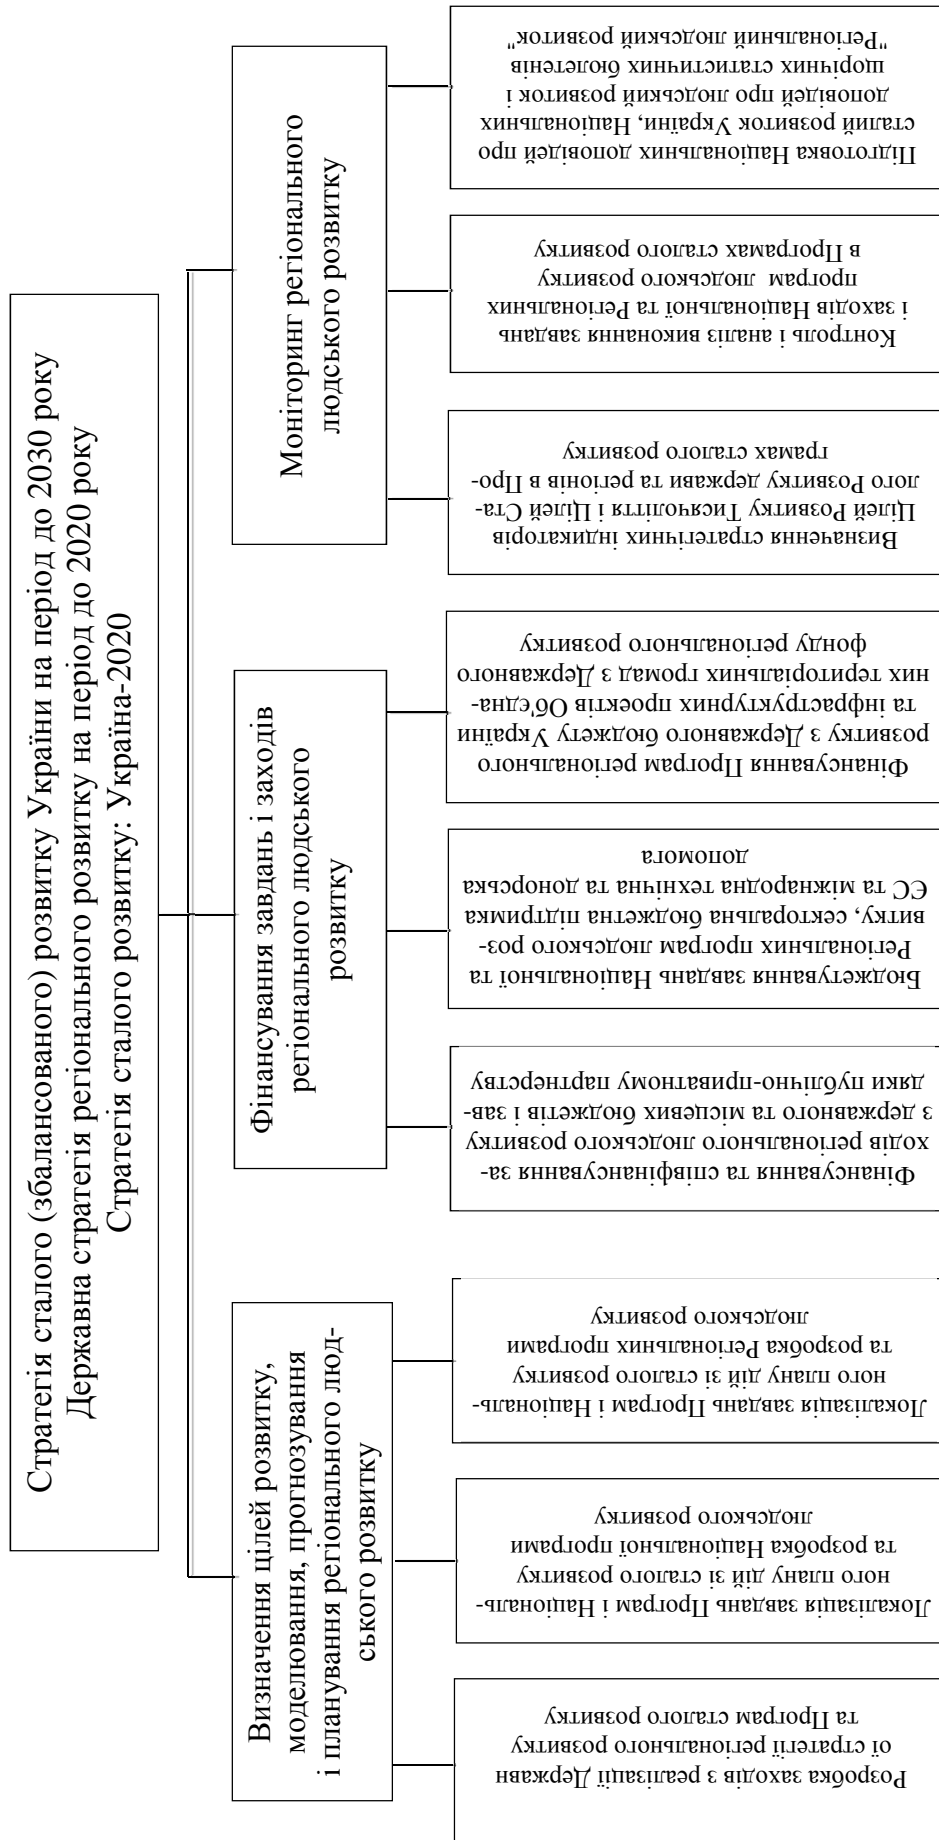 Стратегія сталого (збалансованого) розвитку України на період до 2030 року
Державна стратегія регіонального розвитку на період до 2020 року
Стратегія сталого розвитку: Україна-2020
Визначення цілей розвитку,
моделювання, прогнозування
і планування регіонального люд-
ського розвитку
Фінансування завдань і заходів
регіонального людського
розвитку
Моніторинг регіонального
людського розвитку
Розробка заходів з реалізації Державн
ої стратегії регіонального розвитку
та Програм сталого розвитку
Локалізація завдань Програм і Національ-
ного плану дій зі сталого розвитку
та розробка Національної програми
людського розвитку
Локалізація завдань Програм і Національ-
ного плану дій зі сталого розвитку
та розробка Регіональних програми
людського розвитку
Фінансування та співфінансування за-
ходів регіонального людського розвитку
з державного та місцевих бюджетів і зав-
дяки публічно-приватному партнерству
Бюджетування завдань Національної та
Регіональних програм людського роз-
витку, секторальна бюджетна підтримка
ЄС та міжнародна технічна та донорська
допомога
Фінансування Програм регіонального
розвитку з Державного бюджету України
та інфраструктурних проектів Об'єдна-
них територіальних громад з Державного
фонду регіонального розвитку
Визначення стратегічних індикаторів
Цілей Розвитку Тисячоліття і Цілей Ста-
лого Розвитку держави та регіонів в Про-
грамах сталого розвитку
Контроль і аналіз виконання завдань
і заходів Національної та Регіональних
програм людського розвитку
в Програмах сталого розвитку
Підготовка Національних доповідей про
сталий розвиток України, Національних
доповідей про людський розвиток і
щорічних статистичних бюлетенів
"Регіональний людський розвиток"